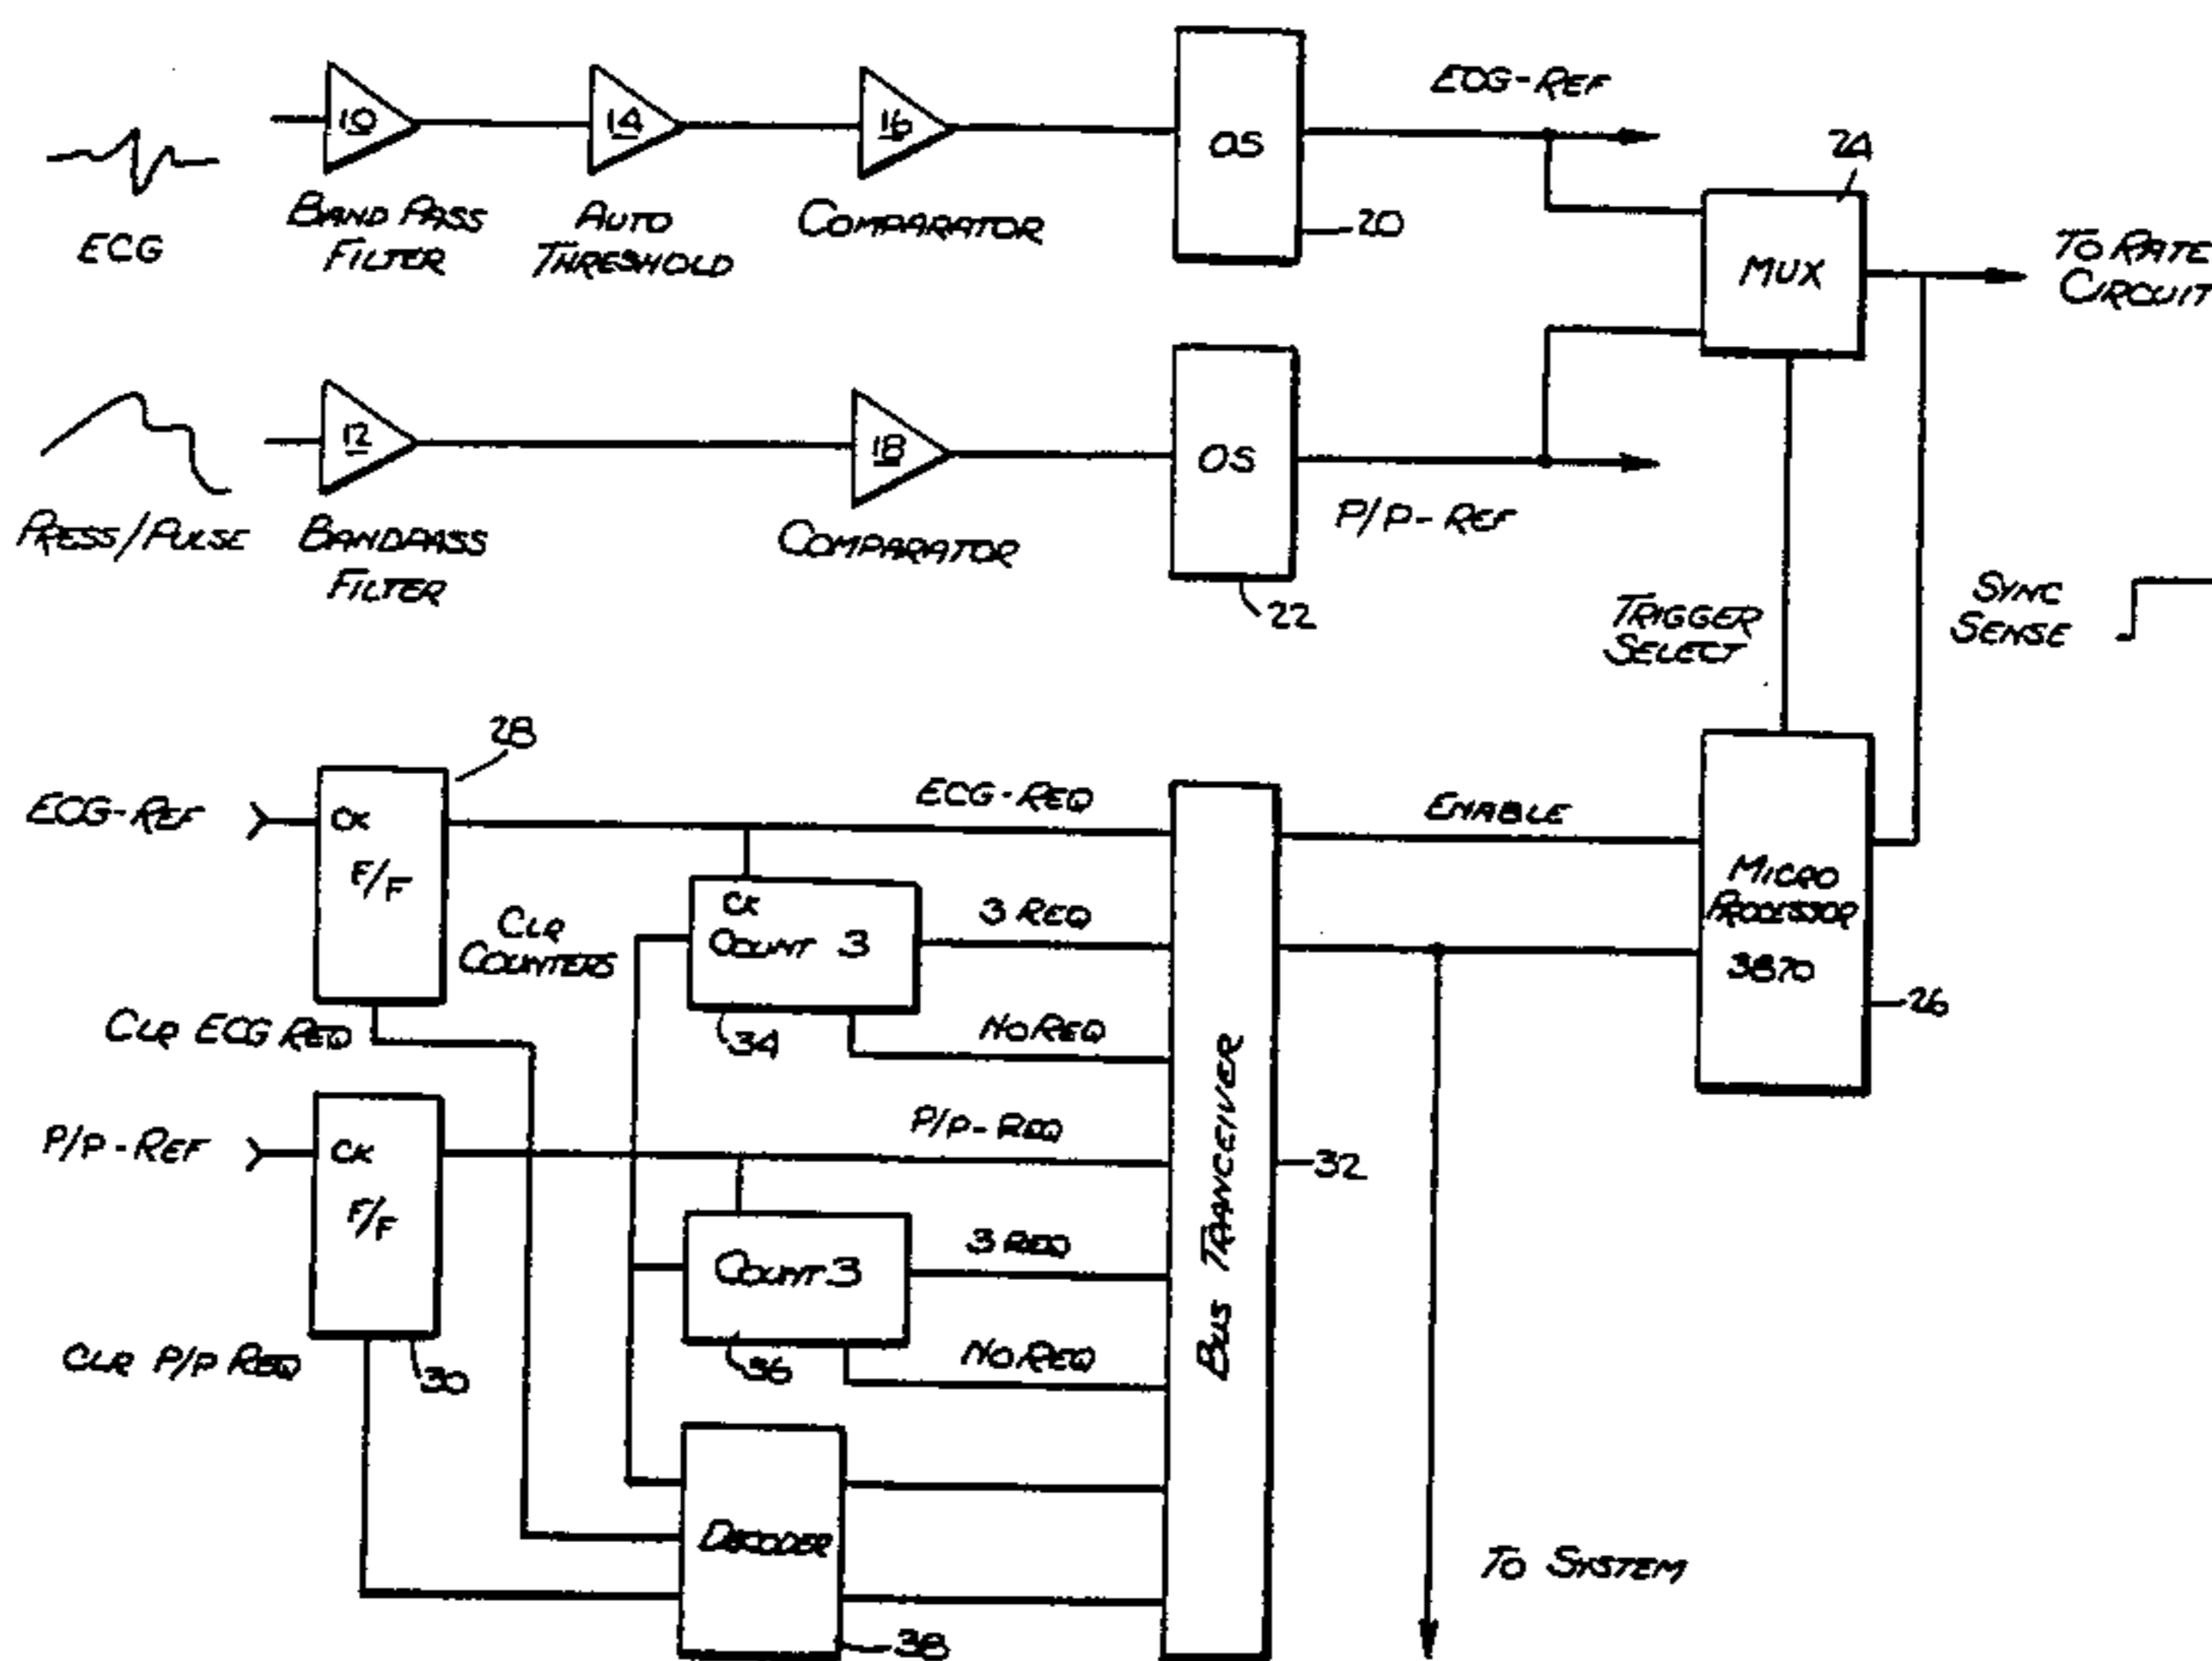 ECG
10
BAND PASS
FILTER
14
AUTO
THRESHOLD
16
COMPARATOR
OS
20
ECG-REF
24
MUX
TO RATE
CIRCUIT
PRESS/PULSE
12
BANDPASS
FILTER
18
COMPARATOR
OS
22
P/P-REF
TRIGGER
SELECT
SYNC
SENSE
28
ECG-REF
CK
F/F
CLR
COUNTERS
CLR ECG REQ
ECG-REQ
CK
COUNT 3
34
3 REQ
NO REQ
ENABLE
MICRO
PROCESSOR
3870
26
P/P-REF
CK
F/F
30
CLR P/P REQ
P/P-REQ
COUNT 3
36
3 REQ
NO REQ
BUS TRANCEIVER
32
DECODER
38
TO SYSTEM